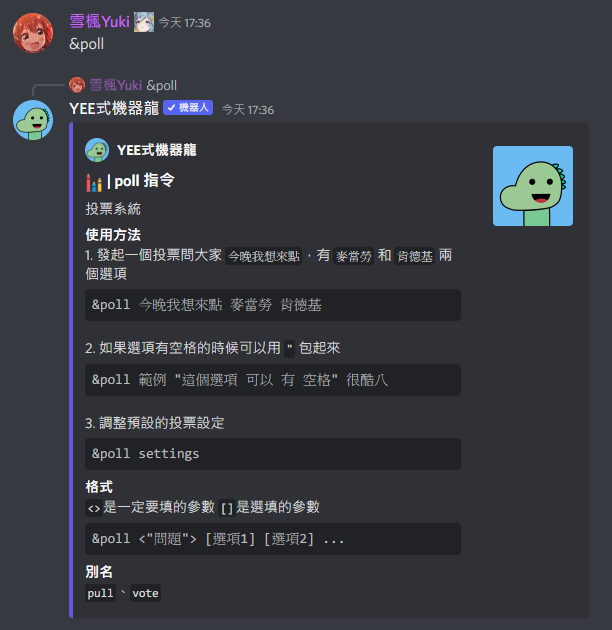 雪楓Yuki 今天 17:36
&poll
雪楓Yuki &poll
YEE式機器龍 ✓ 機器人 今天 17:36
YEE式機器龍
| poll 指令
投票系統
使用方法
1. 發起一個投票問大家 今晚我想來點，有 麥當勞 和 肯德基 兩
個選項
&poll 今晚我想來點 麥當勞 肯德基
2. 如果選項有空格的時候可以用 " 包起來
&poll 範例 "這個選項 可以 有 空格" 很酷八
3. 調整預設的投票設定
&poll settings
格式
<>是一定要填的參數 []是選填的參數
&poll <"問題"> [選項1] [選項2] ...
別名
pull、vote